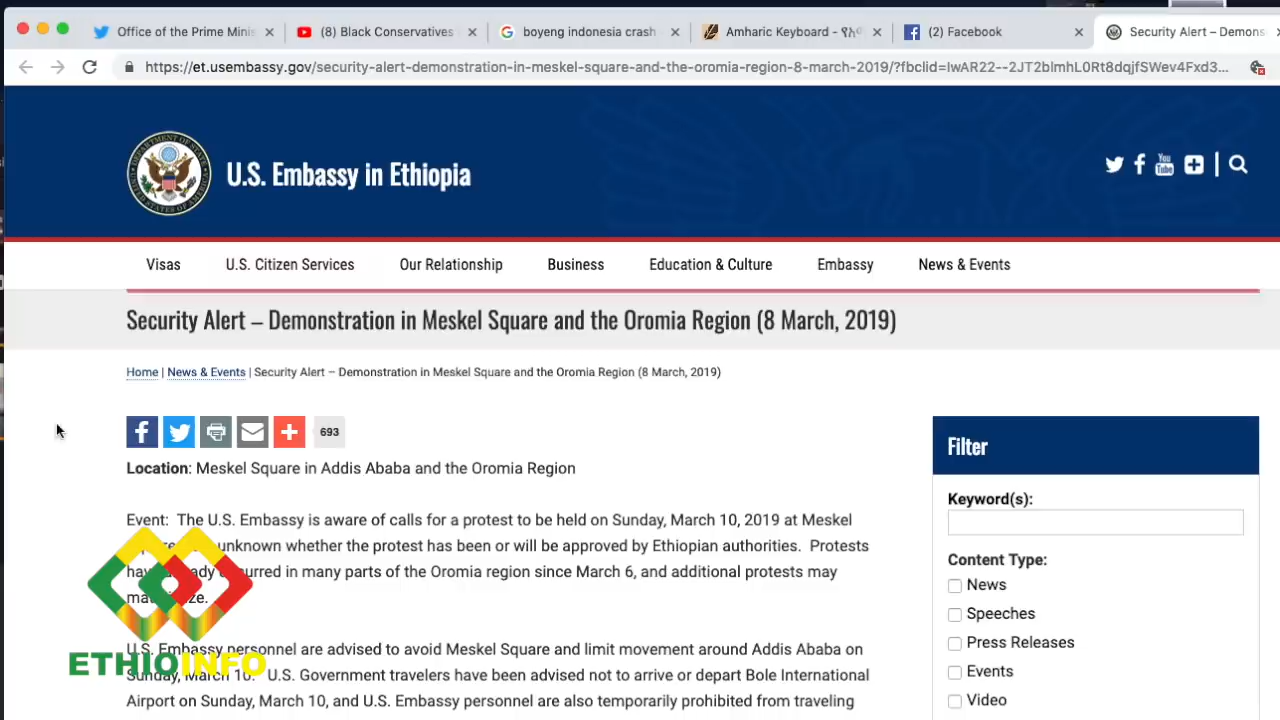 Office of the Prime Minis
(8) Black Conservatives
boyeng indonesia crash
Amharic Keyboard - የአማ
(2) Facebook
Security Alert – Demons
https://et.usembassy.gov/security-alert-demonstration-in-meskel-square-and-the-oromia-region-8-march-2019/?fbclid=IwAR22--2JT2blmhL0Rt8dqjfSWev4Fxd3...
U.S. Embassy in Ethiopia
You Tube
Visas
U.S. Citizen Services
Our Relationship
Business
Education & Culture
Embassy
News & Events
Security Alert – Demonstration in Meskel Square and the Oromia Region (8 March, 2019)
Home | News & Events | Security Alert – Demonstration in Meskel Square and the Oromia Region (8 March, 2019)
693
Location: Meskel Square in Addis Ababa and the Oromia Region
Event: The U.S. Embassy is aware of calls for a protest to be held on Sunday, March 10, 2019 at Meskel
unknown whether the protest has been or will be approved by Ethiopian authorities. Protests
in many parts of the Oromia region since March 6, and additional protests may
U.S. Embassy personnel are advised to avoid Meskel Square and limit movement around Addis Ababa on
Sunday, March 10. U.S. Government travelers have been advised not to arrive or depart Bole International
Airport on Sunday, March 10, and U.S. Embassy personnel are also temporarily prohibited from traveling
Filter
Keyword(s):
Content Type:
News
Speeches
Press Releases
Events
Video
ETHIOINFO